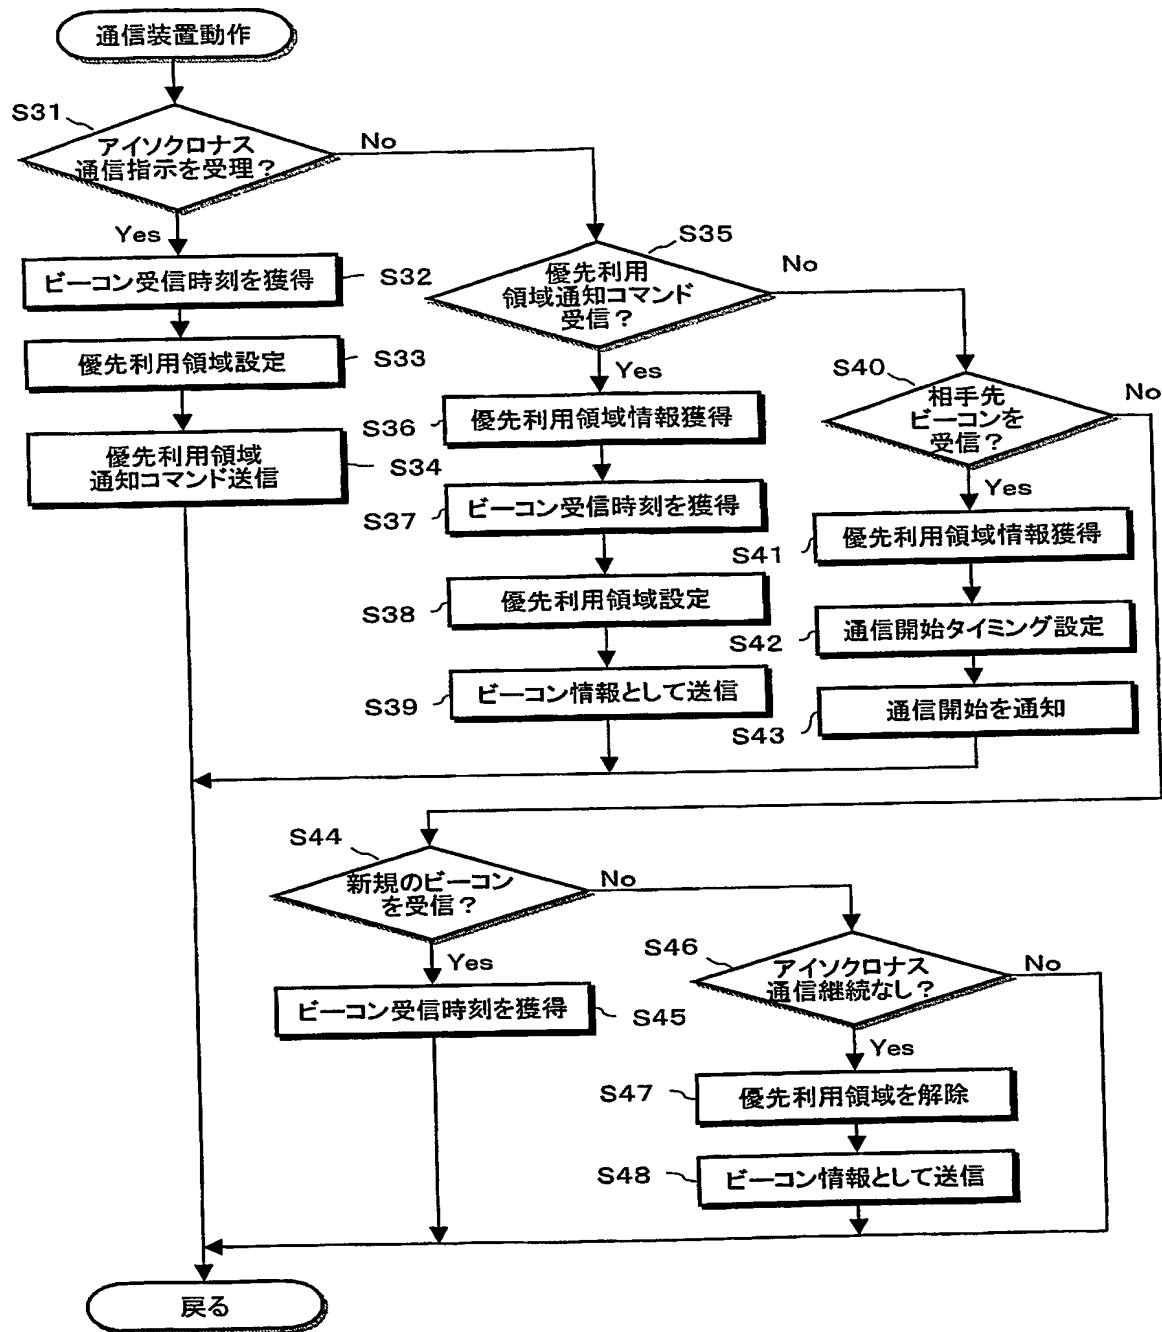 通信装置動作
S31
アイソクロナス
通信指示を受理？
No
Yes
ビーコン受信時刻を獲得
S32
優先利用領域設定
S33
優先利用領域
通知コマンド送信
S34
S35
優先利用
領域通知コマンド
受信？
No
Yes
S36
優先利用領域情報獲得
S37
ビーコン受信時刻を獲得
S38
優先利用領域設定
S39
ビーコン情報として送信
S40
相手先
ビーコンを
受信？
No
Yes
S41
優先利用領域情報獲得
S42
通信開始タイミング設定
S43
通信開始を通知
S44
新規のビーコン
を受信？
No
Yes
ビーコン受信時刻を獲得
S45
S46
アイソクロナス
通信継続なし？
No
Yes
S47
優先利用領域を解除
S48
ビーコン情報として送信
戻る